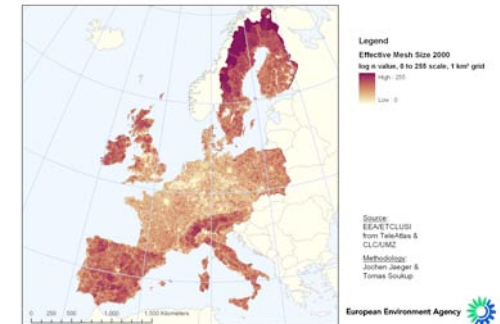 Legend
Effective Mesh Size 2000
log n value, 0 to 255 scale, 1 km² grid
High : 255
Low : 0
Source:
EEA/ETCLUSI
from TeleAtlas &
CLC/UMZ
Methodology:
Jochen Jaeger &
Tomas Soukup
0 250 500 1,000 1,500 Kilometers
European Environment Agency